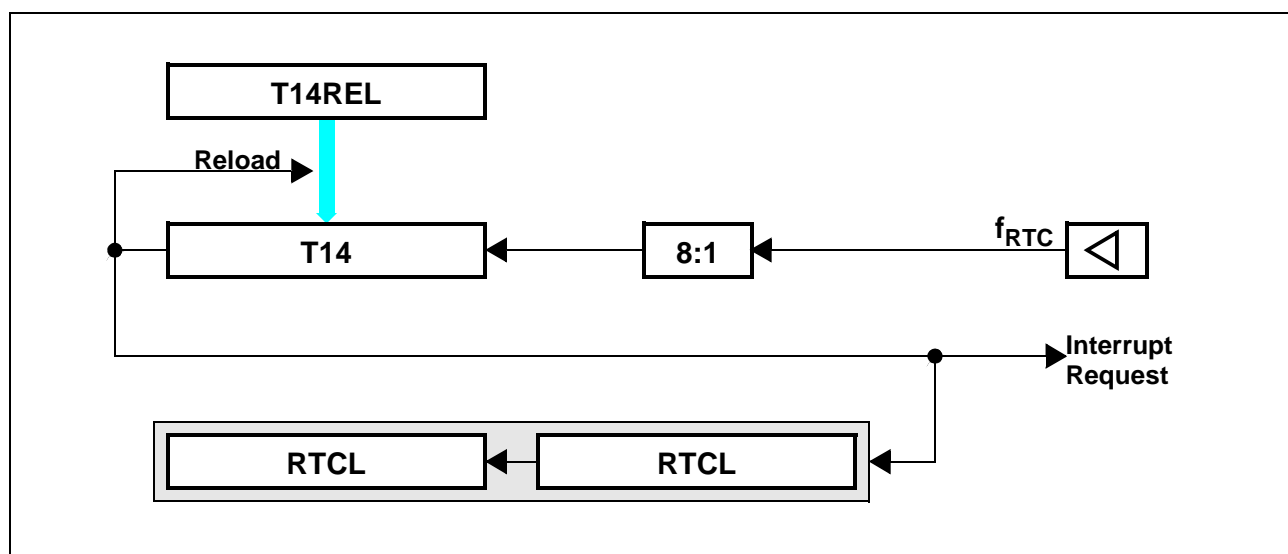 T14REL
Reload
T14
8:1
fRTC
Interrupt
Request
RTCL
RTCL